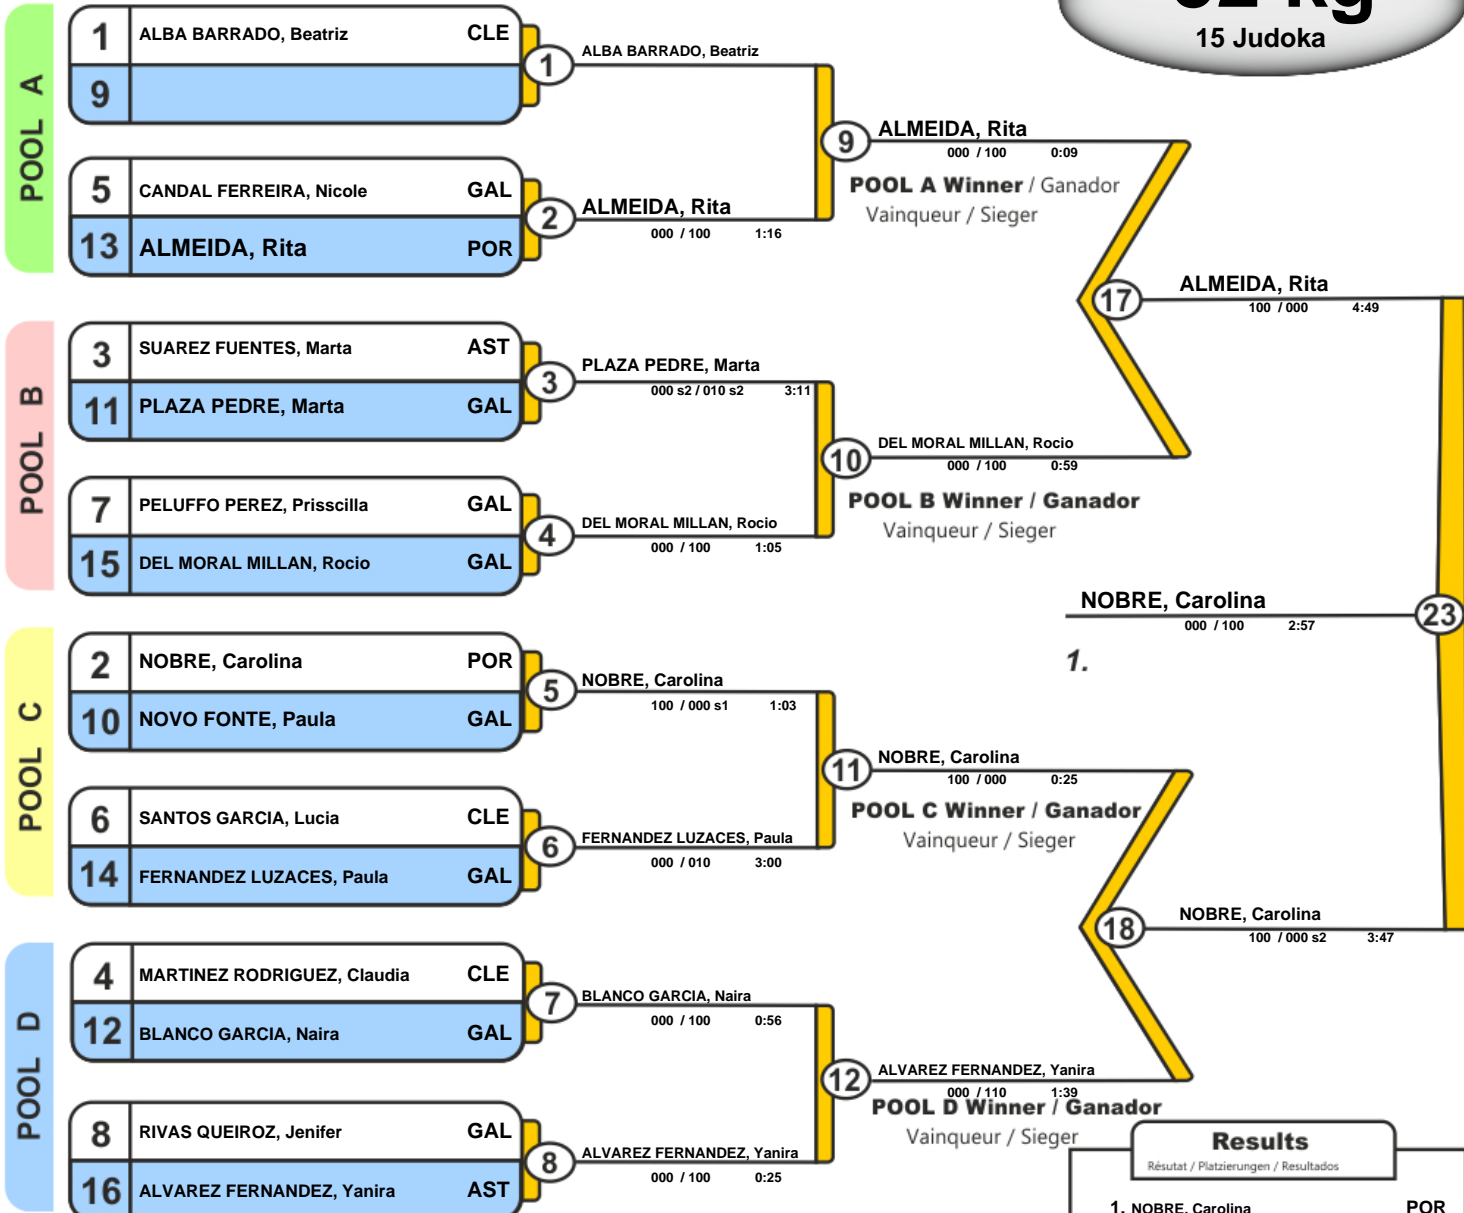 kg
15 Judoka
POOL A
1 ALBA BARRADO, Beatriz CLE
9
1
ALBA BARRADO, Beatriz
5 CANDAL FERREIRA, Nicole GAL
13 ALMEIDA, Rita POR
2
ALMEIDA, Rita
000 / 100 1:16
9
ALMEIDA, Rita
000 / 100 0:09
POOL A Winner / Ganador
Vainqueur / Sieger
POOL B
3 SUAREZ FUENTES, Marta AST
11 PLAZA PEDRE, Marta GAL
3
PLAZA PEDRE, Marta
000 s2 / 010 s2 3:11
7 PELUFFO PEREZ, Prisscilla GAL
15 DEL MORAL MILLAN, Rocio GAL
4
DEL MORAL MILLAN, Rocio
000 / 100 1:05
10
DEL MORAL MILLAN, Rocio
000 / 100 0:59
POOL B Winner / Ganador
Vainqueur / Sieger
17
ALMEIDA, Rita
100 / 000 4:49
POOL C
2 NOBRE, Carolina POR
10 NOVO FONTE, Paula GAL
5
NOBRE, Carolina
100 / 000 s1 1:03
6 SANTOS GARCIA, Lucia CLE
14 FERNANDEZ LUZACES, Paula GAL
6
FERNANDEZ LUZACES, Paula
000 / 010 3:00
11
NOBRE, Carolina
100 / 000 0:25
POOL C Winner / Ganador
Vainqueur / Sieger
POOL D
4 MARTINEZ RODRIGUEZ, Claudia CLE
12 BLANCO GARCIA, Naira GAL
7
BLANCO GARCIA, Naira
000 / 100 0:56
8 RIVAS QUEIROZ, Jenifer GAL
16 ALVAREZ FERNANDEZ, Yanira AST
8
ALVAREZ FERNANDEZ, Yanira
000 / 100 0:25
12
ALVAREZ FERNANDEZ, Yanira
000 / 110 1:39
POOL D Winner / Ganador
Vainqueur / Sieger
18
NOBRE, Carolina
100 / 000 s2 3:47
NOBRE, Carolina
000 / 100 2:57
23
1.
Results
Résutat / Platzierungen / Resultados
1. NOBRE, Carolina POR